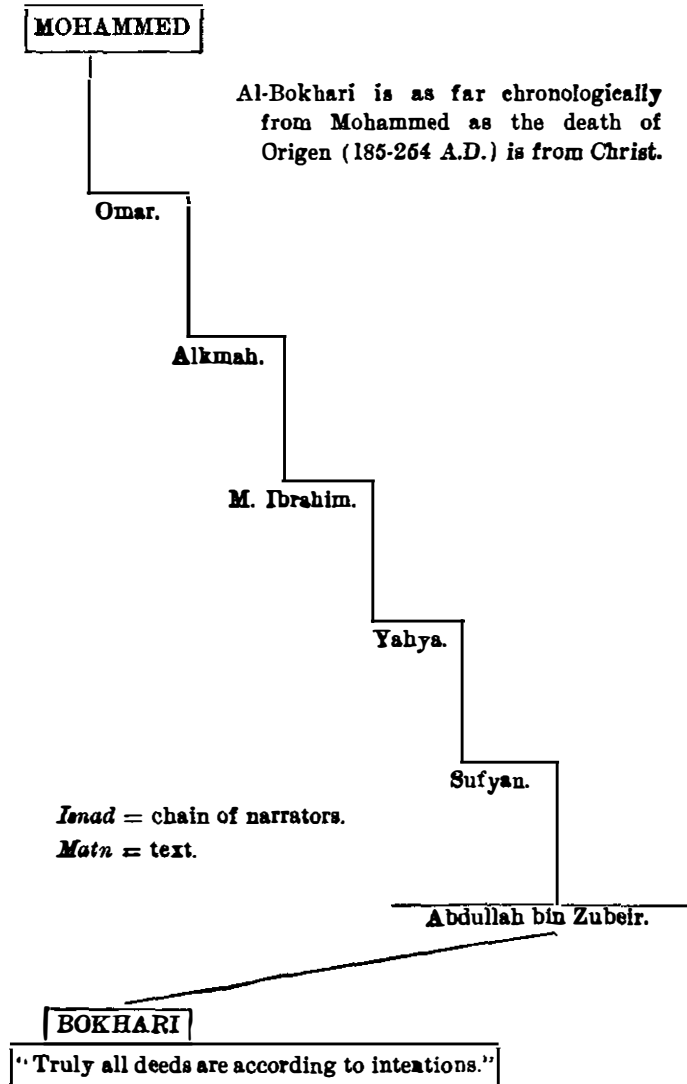 MOHAMMED
Al-Bokhari is as far chronologically
from Mohammed as the death of
Origen (185-254 A.D.) is from Christ.
Omar.
Alkmah.
M. Ibrahim.
Yahya.
Sufyan.
Isnad = chain of narrators.
Matn = text.
Abdullah bin Zubeir.
BOKHARI
"Truly all deeds are according to intentions."